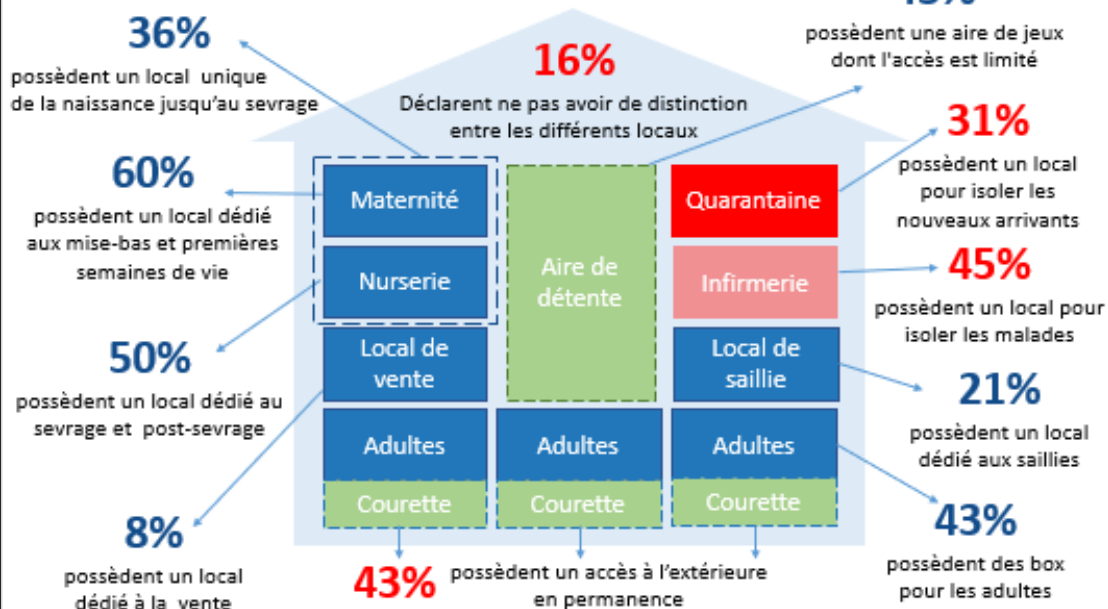 36%
possèdent un local unique
de la naissance jusqu'au sevrage
60%
possèdent un local dédié
aux mise-bas et premières
semaines de vie
50%
possèdent un local dédié au
sevrage et post-sevrage
8%
possèdent un local
dédié à la vente
16%
Déclarent ne pas avoir de distinction
entre les différents locaux
Maternité
Nurserie
Local de
vente
Aire de
détente
Quarantaine
Infirmerie
Local de
saillie
Adultes
Adultes
Adultes
Courette
Courette
Courette
43%
possèdent un accès à l'extérieure
en permanence
possèdent une aire de jeux
dont l'accès est limité
31%
possèdent un local
pour isoler les
nouveaux arrivants
45%
possèdent un local pour
isoler les malades
21%
possèdent un local
dédié aux saillies
43%
possèdent des box
pour les adultes